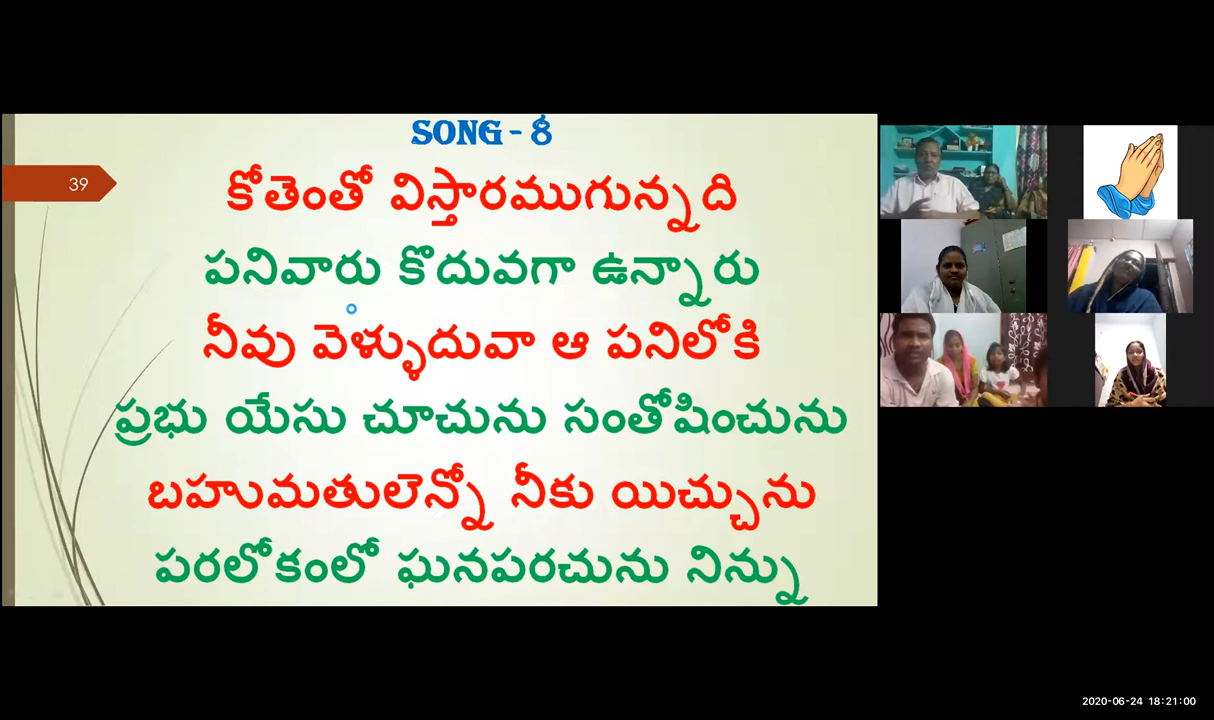 SONG - 8
39
కోతెంతో విస్తారముగున్నది
పనివారు కొదువగా ఉన్నారు
నీవు వెళ్ళుదువా ఆ పనిలోకి
ప్రభు యేసు చూచును సంతోషించును
బహుమతులెన్నో నీకు యిచ్చును
పరలోకంలో ఘనపరచును నిన్ను
2020-06-24 18:21:00